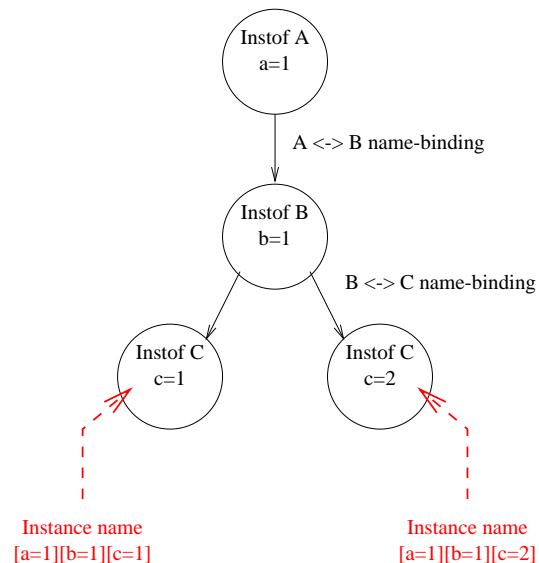 Instof A
a=1
A <-> B name-binding
Instof B
b=1
B <-> C name-binding
Instof C
c=1
Instof C
c=2
Instance name
[a=1][b=1][c=1]
Instance name
[a=1][b=1][c=2]